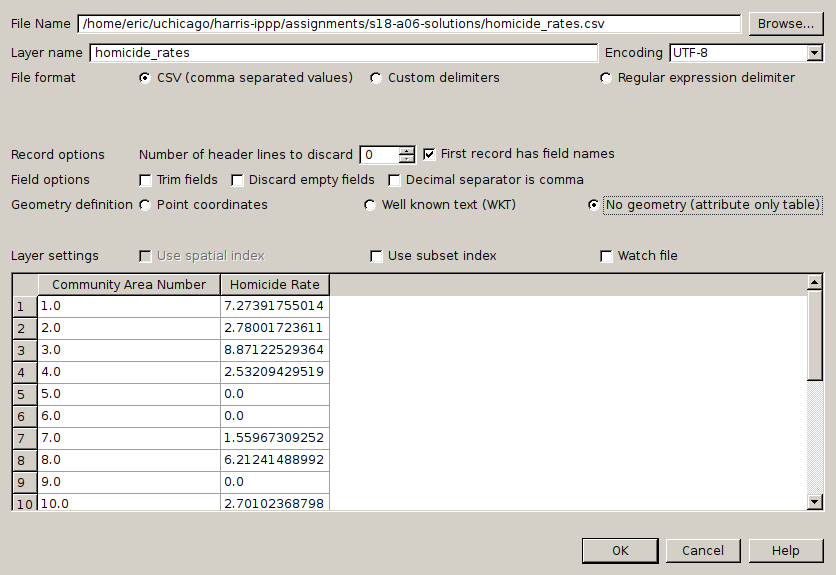 File Name /home/eric/uchicago/harris-ippp/assignments/s18-a06-solutions/homicide_rates.csv Browse...
Layer name homicide_rates Encoding UTF-8
File format CSV (comma separated values) Custom delimiters Regular expression delimiter
Record options Number of header lines to discard 0 First record has field names
Field options Trim fields Discard empty fields Decimal separator is comma
Geometry definition Point coordinates Well known text (WKT) No geometry (attribute only table)
Layer settings Use spatial index Use subset index Watch file
Community Area Number Homicide Rate
1 1.0 7.27391755014
2 2.0 2.78001723611
3 3.0 8.87122529364
4 4.0 2.53209429519
5 5.0 0.0
6 6.0 0.0
7 7.0 1.55967309252
8 8.0 6.21241488992
9 9.0 0.0
10 10.0 2.70102368798
OK Cancel Help